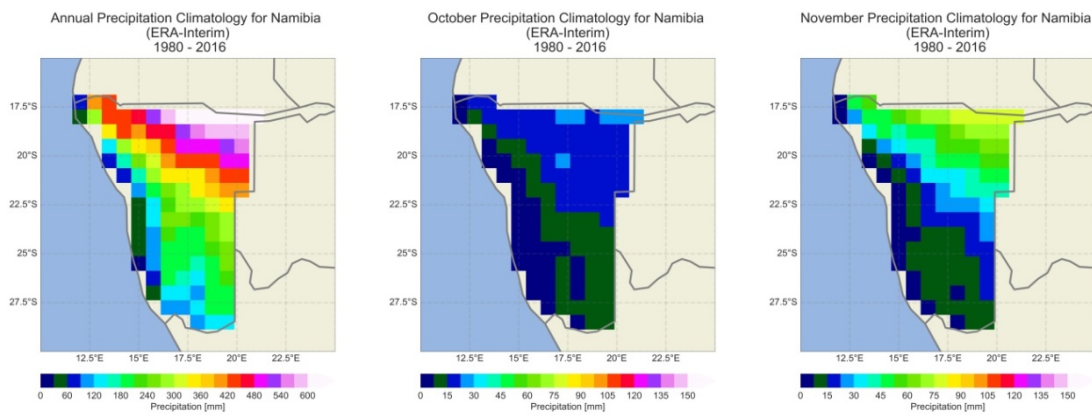 Annual Precipitation Climatology for Namibia
(ERA-Interim)
1980 - 2016
17.5°S
20°S
22.5°S
25°S
27.5°S
12.5°E 15°E 17.5°E 20°E 22.5°E
0 60 120 180 240 300 360 420 480 540 600
Precipitation [mm]
October Precipitation Climatology for Namibia
(ERA-Interim)
1980 - 2016
17.5°S
20°S
22.5°S
25°S
27.5°S
12.5°E 15°E 17.5°E 20°E 22.5°E
0 15 30 45 60 75 90 105 120 135 150
Precipitation [mm]
November Precipitation Climatology for Namibia
(ERA-Interim)
1980 - 2016
17.5°S
20°S
22.5°S
25°S
27.5°S
12.5°E 15°E 17.5°E 20°E 22.5°E
0 15 30 45 60 75 90 105 120 135 150
Precipitation [mm]